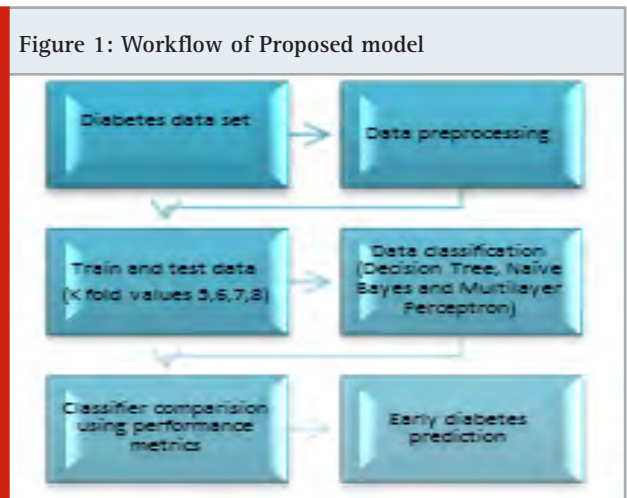 Figure 1: Workflow of Proposed model
Diabetes data set
Data preprocessing
Train and test data
(K fold values 5,6,7,8)
Data classification
(Decision Tree, Naïve
Bayes and Multilayer
Perceptron)
Classifier comparision
using performance
metrics
Early diabetes
prediction